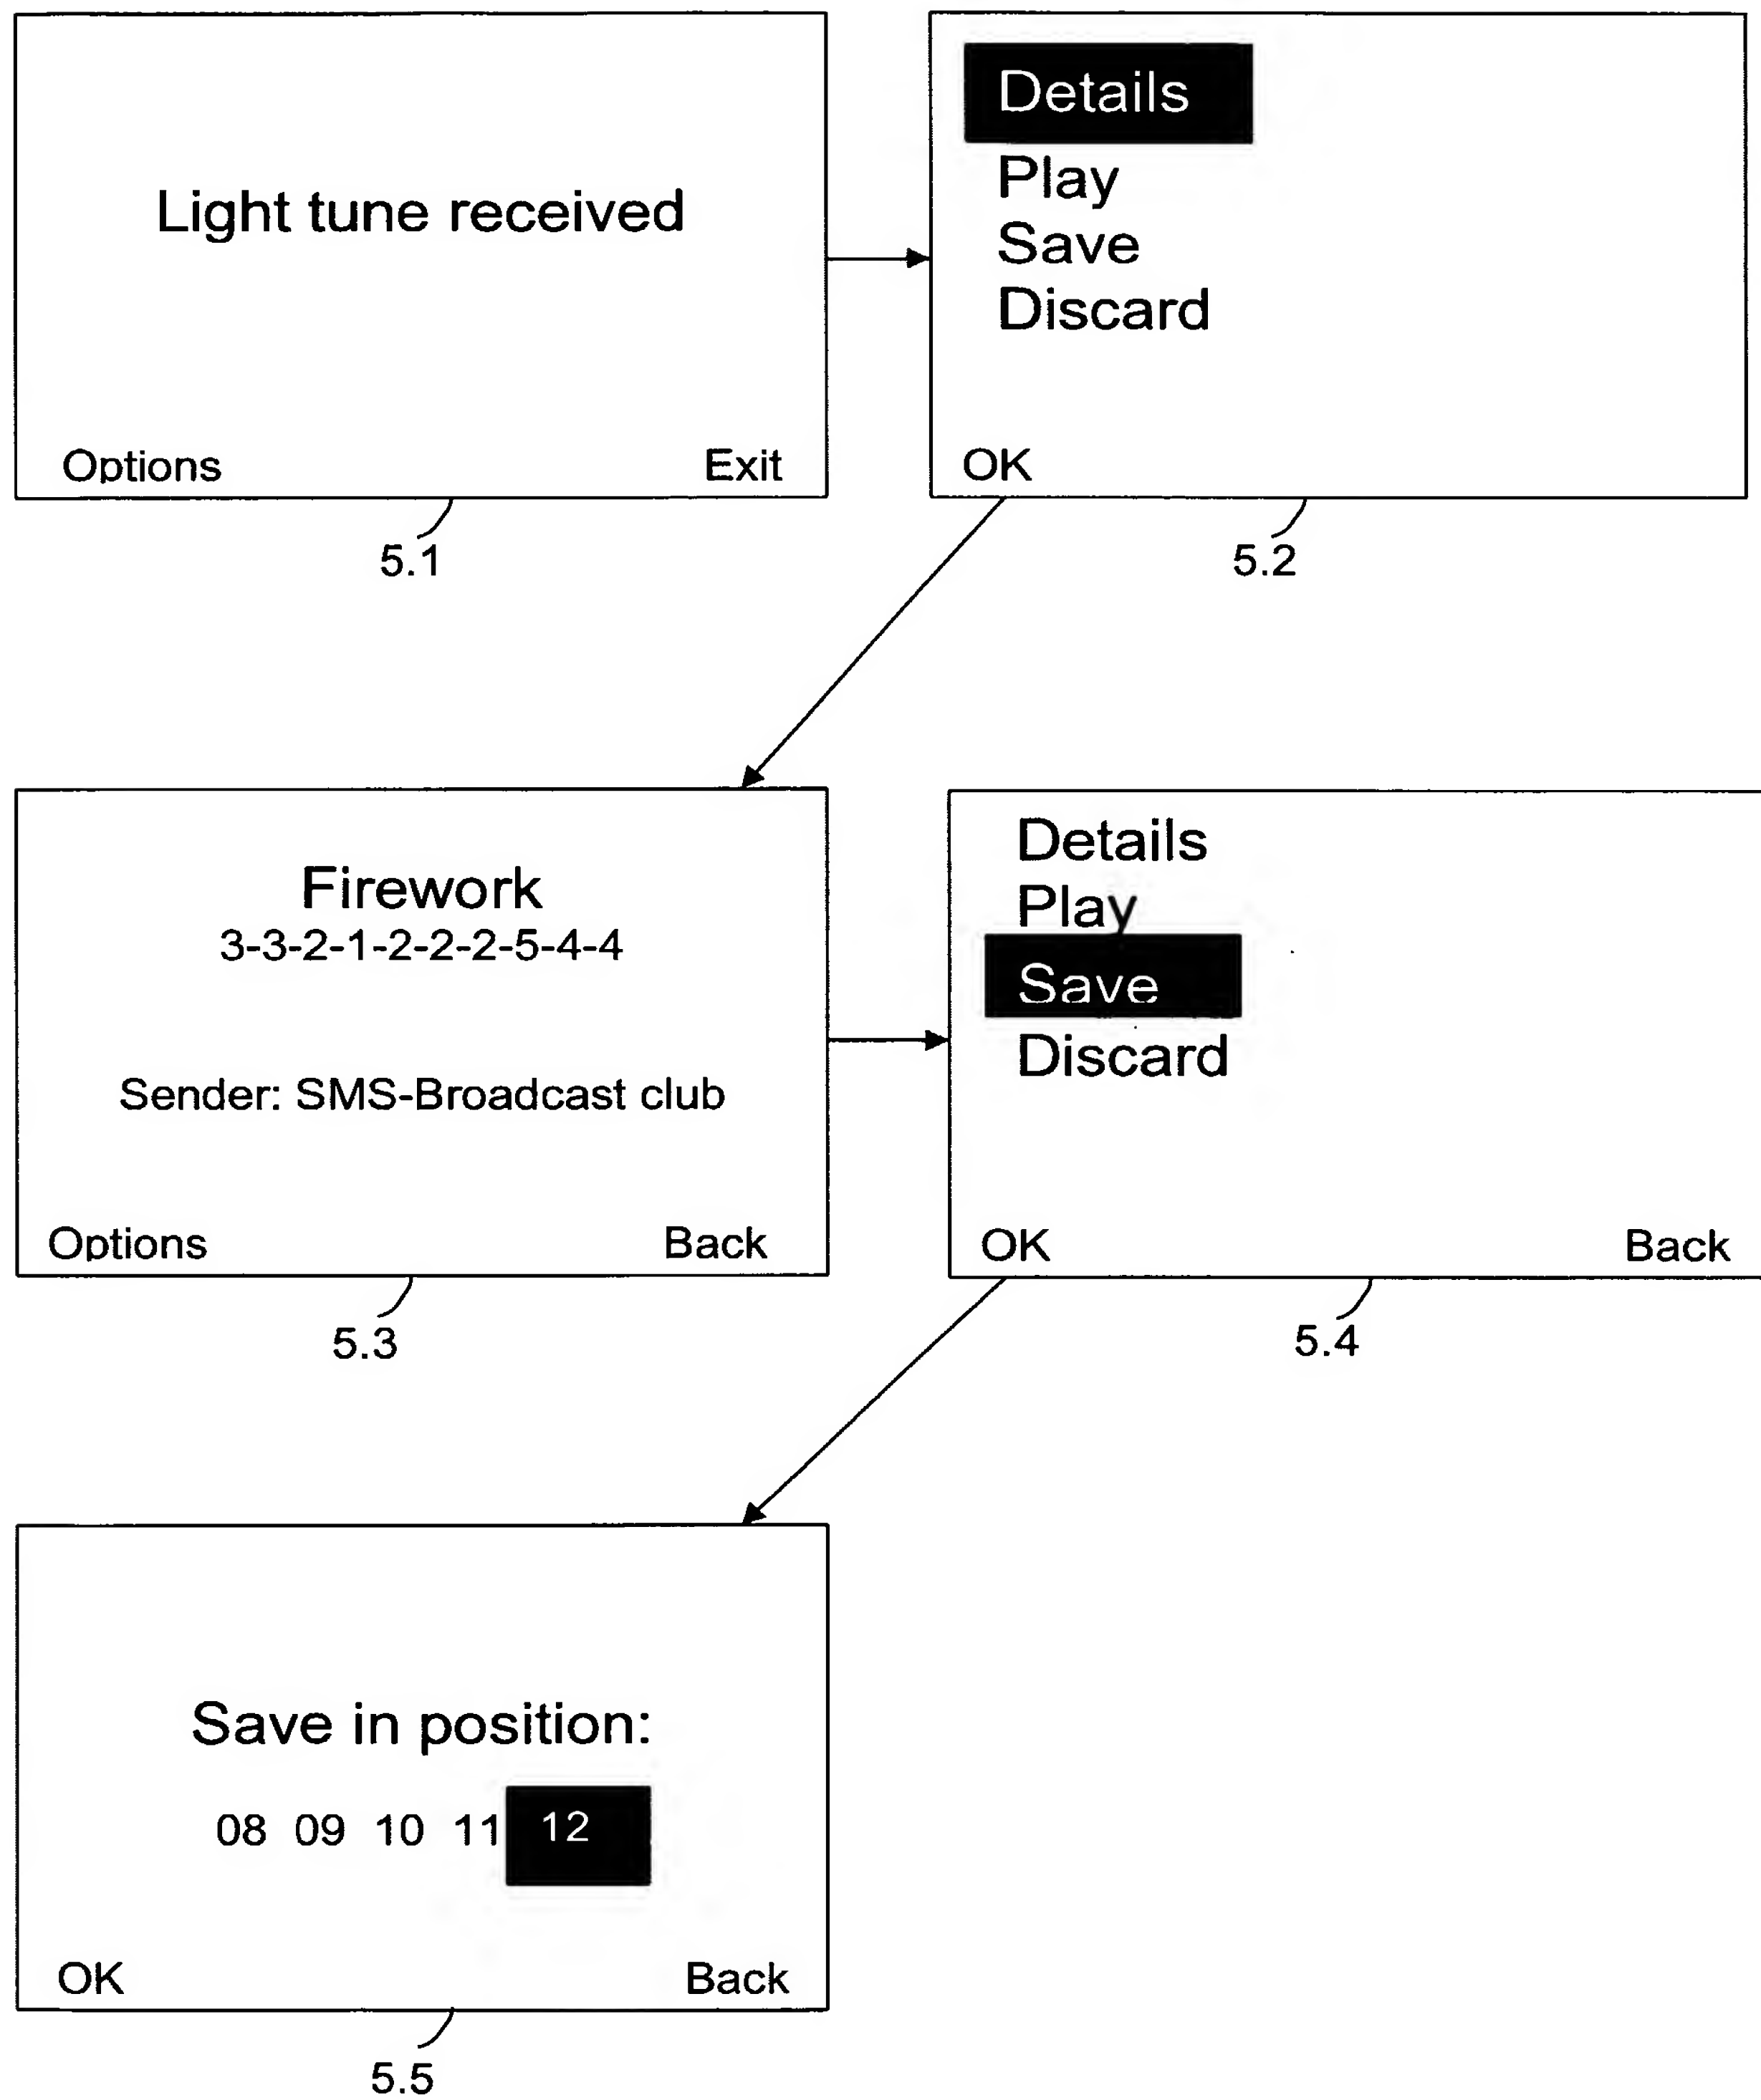 Light tune received
Options Exit
5.1
Details
Play
Save
Discard
OK
5.2
Firework
3-3-2-1-2-2-2-5-4-4
Sender: SMS-Broadcast club
Options Back
5.3
Details
Play
Save
Discard
OK Back
5.4
Save in position:
08 09 10 11 12
OK Back
5.5